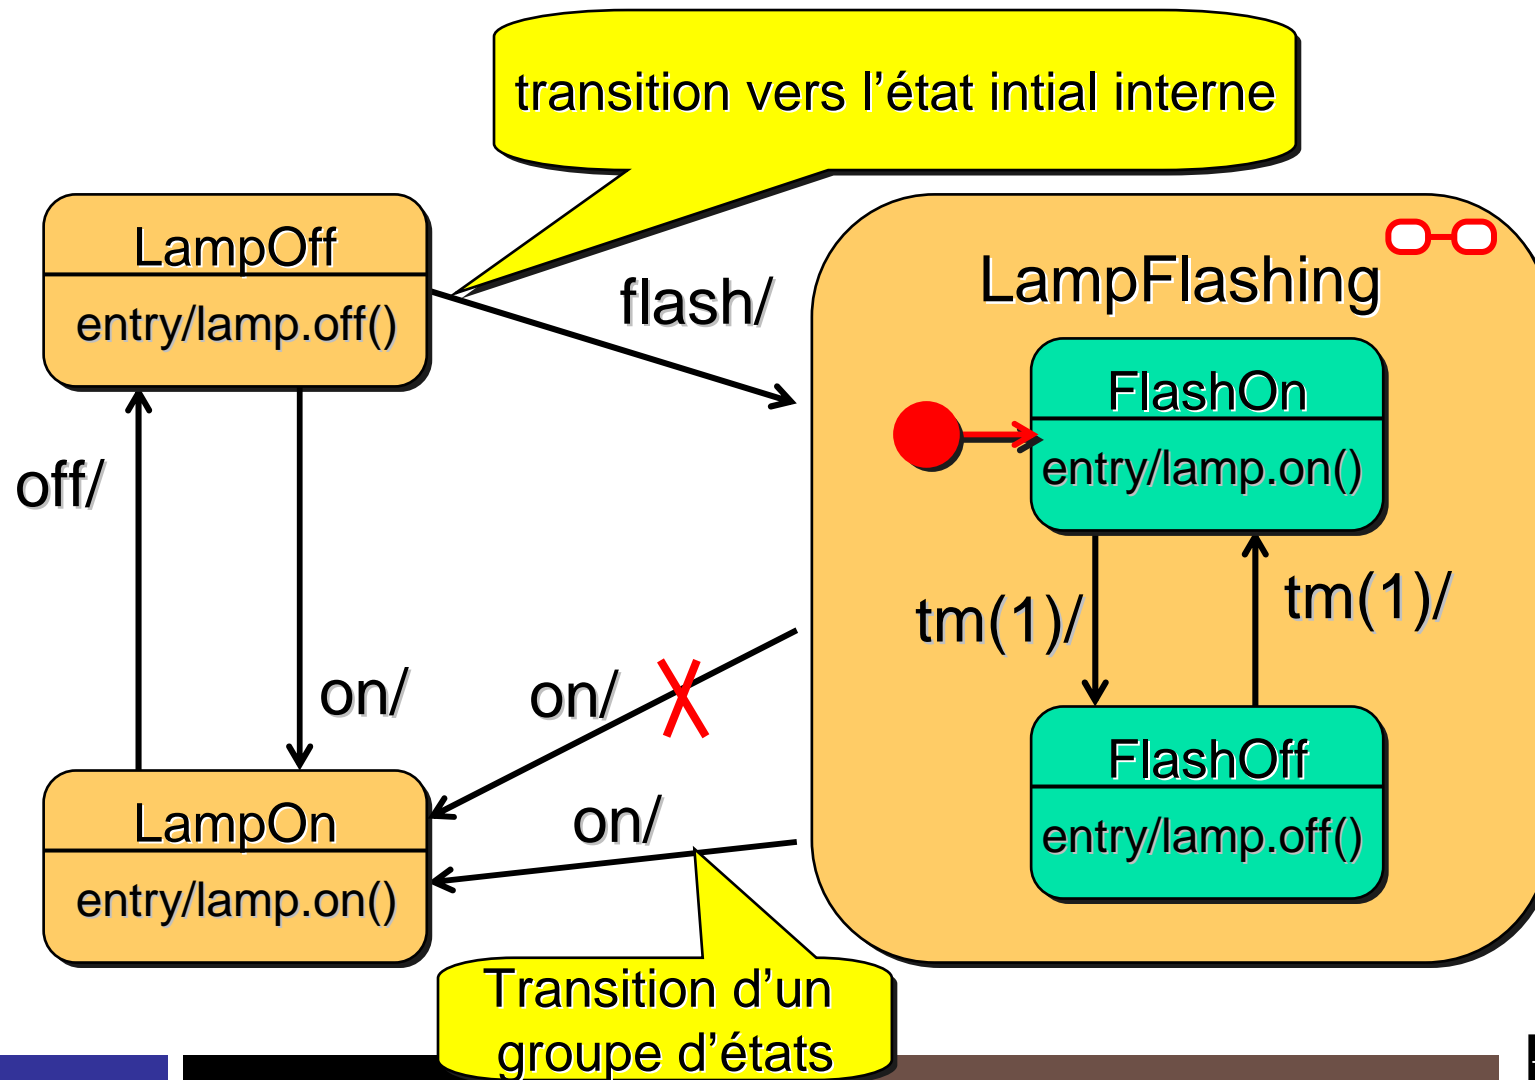 transition vers l'état intial interne
LampOff
entry/lamp.off()
flash/
LampFlashing
FlashOn
entry/lamp.on()
off/
tm(1)/
tm(1)/
on/
on/
FlashOff
entry/lamp.off()
LampOn
entry/lamp.on()
on/
Transition d'un
groupe d'états